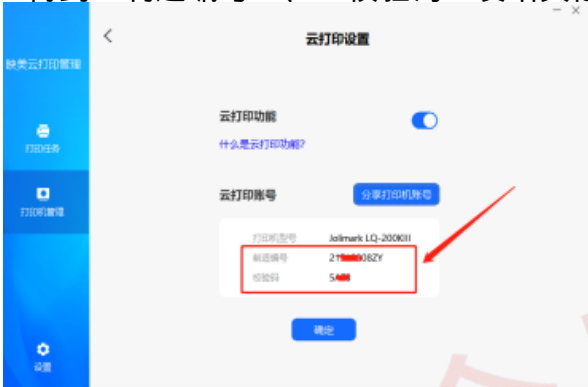 云打印设置
映美云打印管理
云打印功能
什么是云打印功能?
打印任务
云打印账号
分享打印机账号
打印机管理
打印机型号 Jolimark LQ-200KIII
制造编号
校验码
确定
设置